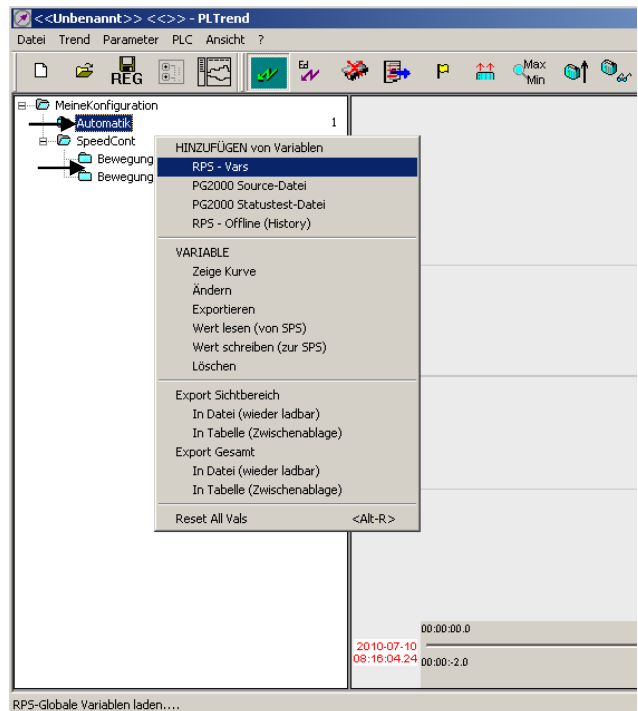 <<Unbenannt>> <<>> - PLTrend
Datei Trend Parameter PLC Ansicht ?
REG Ed Max Min
MeineKonfiguration
Automatik 1
SpeedCont
Bewegung
Bewegung
HINZUFÜGEN von Variablen
RPS - Vars
PG2000 Source-Datei
PG2000 Statustest-Datei
RPS - Offline (History)
VARIABLE
Zeige Kurve
Ändern
Exportieren
Wert lesen (von SPS)
Wert schreiben (zur SPS)
Löschen
Export Sichtbereich
In Datei (wieder ladbar)
In Tabelle (Zwischenablage)
Export Gesamt
In Datei (wieder ladbar)
In Tabelle (Zwischenablage)
Reset All Vals <Alt-R>
00:00:00.0
2010-07-10
08:16:04.24 00:00:-2.0
RPS-Globale Variablen laden....